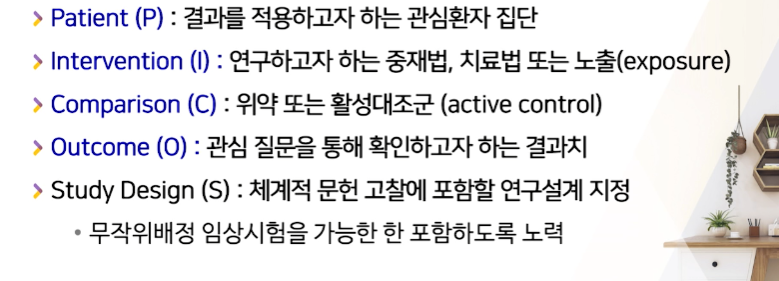 Patient (P) : 결과를 적용하고자 하는 관심환자 집단
Intervention (I) : 연구하고자 하는 중재법, 치료법 또는 노출(exposure)
Comparison (C) : 위약 또는 활성대조군 (active control)
Outcome (O) : 관심 질문을 통해 확인하고자 하는 결과치
Study Design (S) : 체계적 문헌 고찰에 포함할 연구설계 지정
• 무작위배정 임상시험을 가능한 한 포함하도록 노력